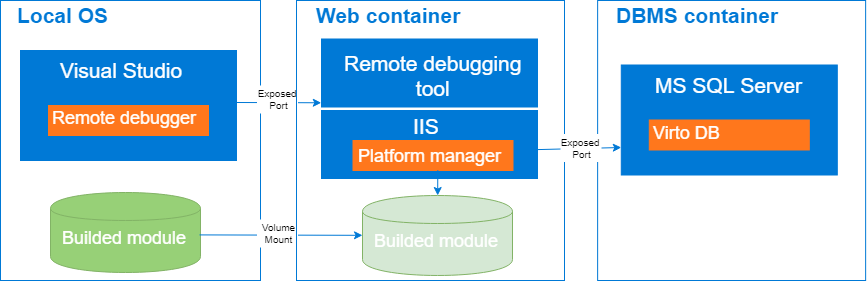 Local OS
Visual Studio
Remote debugger
Builded module
Exposed
Port
Volume
Mount
Web container
Remote debugging
tool
IIS
Platform manager
Builded module
Exposed
Port
DBMS container
MS SQL Server
Virto DB